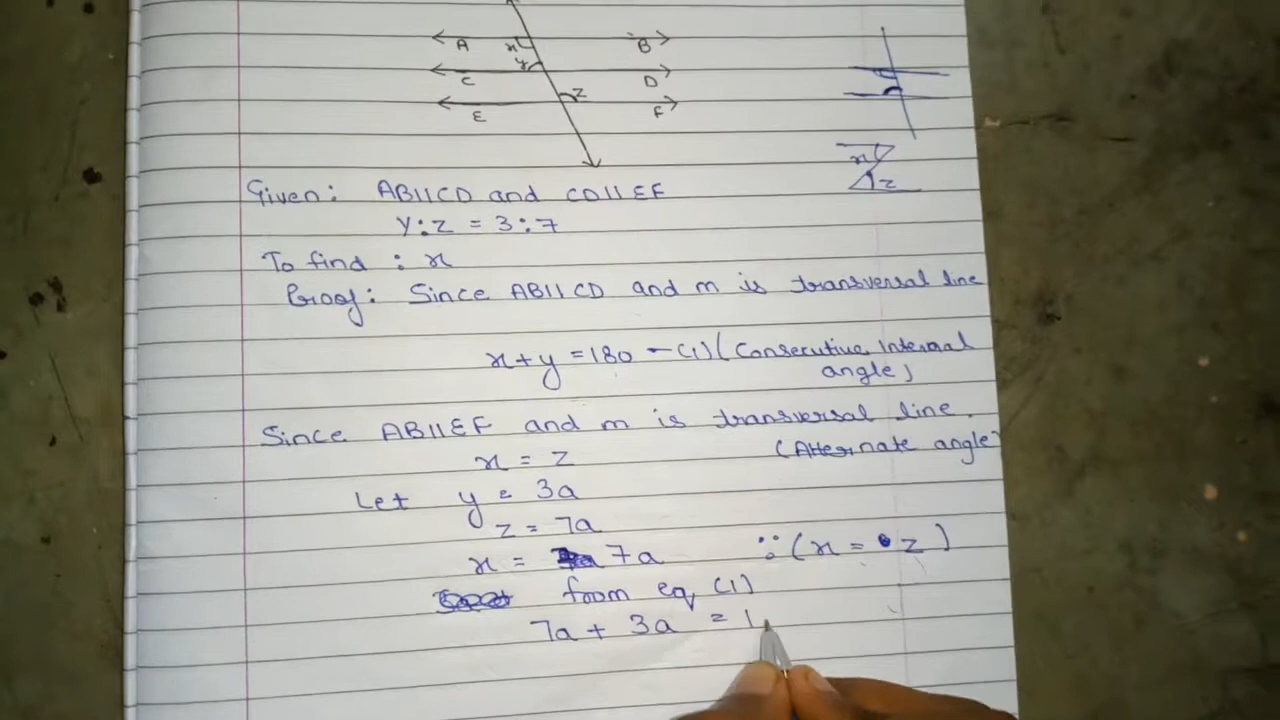 A B
x
y
C D
z
E F
x
z
Given: AB||CD and CD||EF
y:z = 3:7
To find : x
Proof: Since AB||CD and m is transversal line
x+y =180 -(1) (Consecutive Internal
angle)
Since AB||EF and m is transversal line.
(Alternate angle)
x = z
Let y = 3a
z = 7a
x = 7a ∵ (x = z)
from eq (1)
7a + 3a = 1